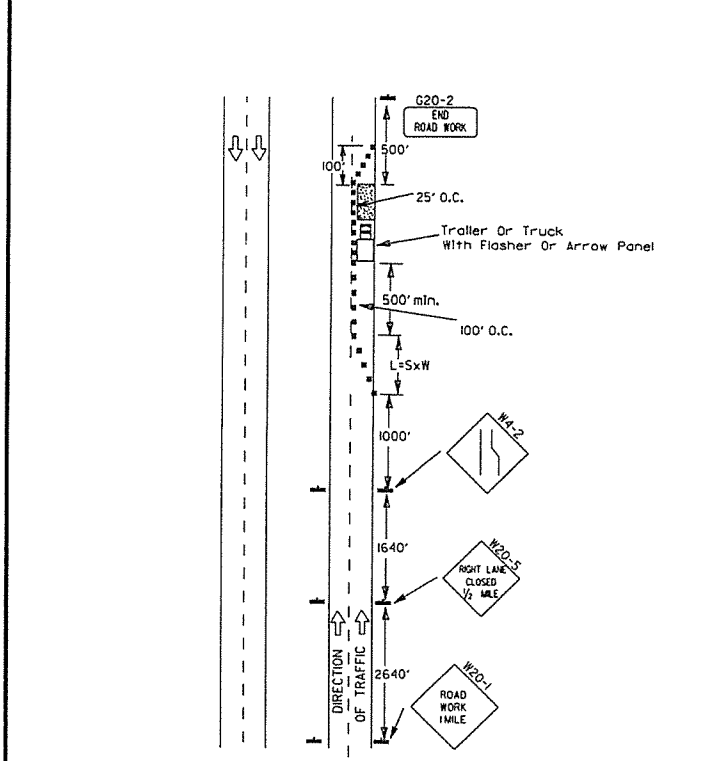 G20-2
END
ROAD WORK
500'
100'
25' O.C.
Trailer Or Truck
With Flasher Or Arrow Panel
500' min.
100' O.C.
L=SxW
1000'
W4-2
1640'
W20-5
RIGHT LANE
CLOSED
1/2 MILE
DIRECTION
OF TRAFFIC
2640'
W20-1
ROAD
WORK
1 MILE